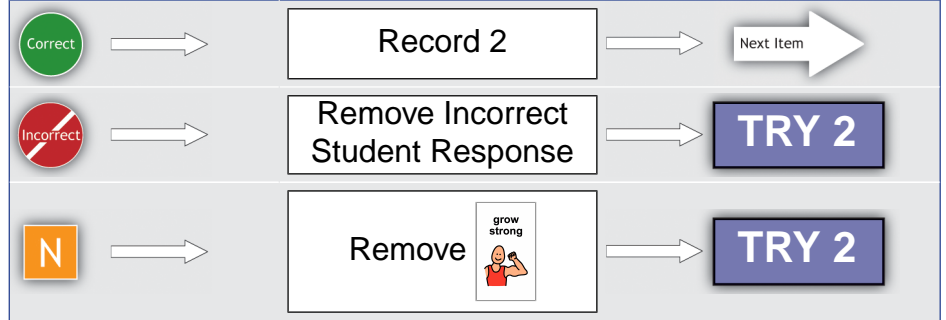 Correct
Record 2
Next Item
Incorrect
Remove Incorrect
Student Response
TRY 2
N
Remove
grow
strong
TRY 2